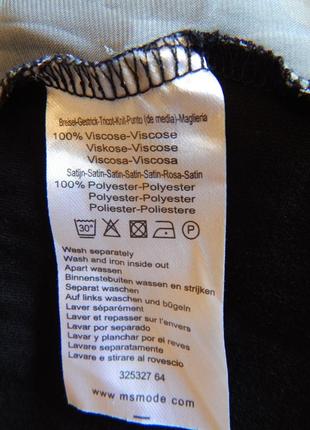 Breisel-Gestrick-Tricot-Knit-Punto (de media)-Maglieria
100% Viscose-Viscose
Viskose-Viscose
Viscosa-Viscosa
Satijn-Satin-Satin-Satin-Satin-Rosa-Satin
100% Polyester-Polyester
Polyester-Polyester
Poliester-Poliestere
30° P
Wash separately
Wash and iron inside out
Apart wassen
Binnenstebuiten wassen en strijken
Separat waschen
Auf links waschen und bügeln
Laver séparément
Laver et repasser sur l'envers
Lavar por separado
Lavar y planchar por el reves
Lavare separatamente
Lavare e stirare al rovescio
325327 64
www.msmode.com